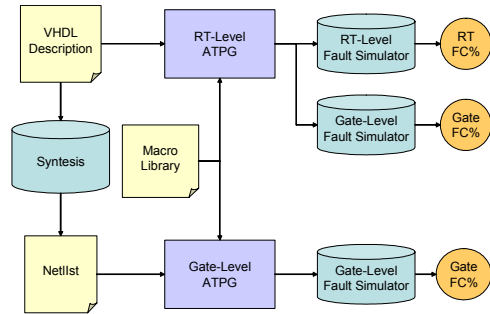 VHDL
Description
RT-Level
ATPG
RT-Level
Fault Simulator
RT
FC%
Gate-Level
Fault Simulator
Gate
FC%
Syntesis
Macro
Library
NetlIst
Gate-Level
ATPG
Gate-Level
Fault Simulator
Gate
FC%